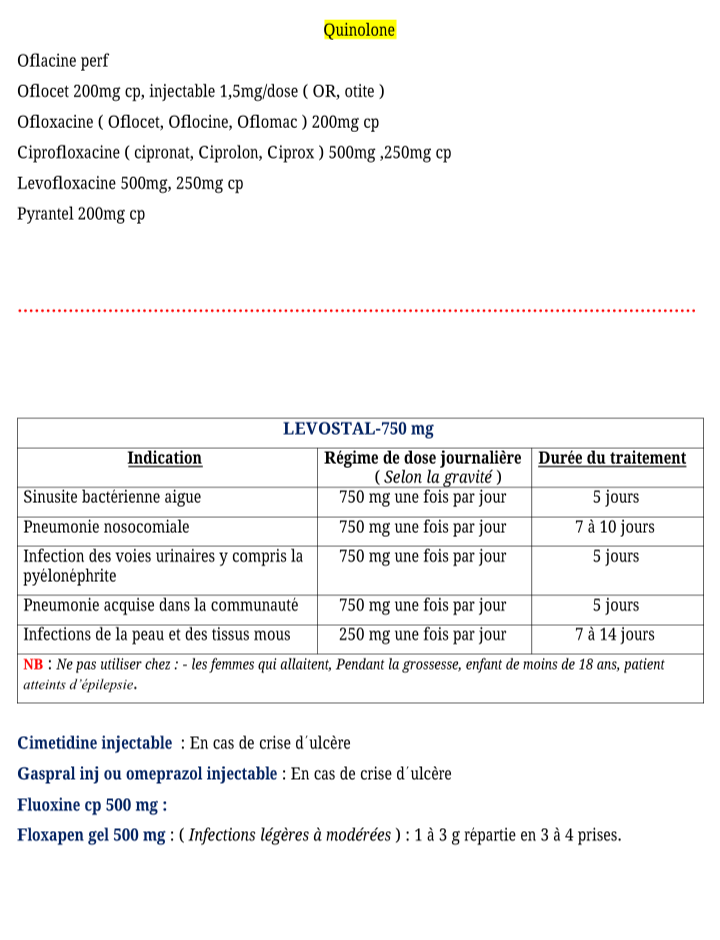 Quinolone
Oflacine perf
Oflocet 200mg cp, injectable 1,5mg/dose ( OR, otite )
Ofloxacine ( Oflocet, Oflocine, Oflomac ) 200mg cp
Ciprofloxacine ( cipronat, Ciprolon, Ciprox ) 500mg ,250mg cp
Levofloxacine 500mg, 250mg cp
Pyrantel 200mg cp
LEVOSTAL-750 mg
Indication Régime de dose journalière Durée du traitement
( Selon la gravité )
Sinusite bactérienne aigue 750 mg une fois par jour 5 jours
Pneumonie nosocomiale 750 mg une fois par jour 7 à 10 jours
Infection des voies urinaires y compris la 750 mg une fois par jour 5 jours
pyélonéphrite
Pneumonie acquise dans la communauté 750 mg une fois par jour 5 jours
Infections de la peau et des tissus mous 250 mg une fois par jour 7 à 14 jours
NB : Ne pas utiliser chez : - les femmes qui allaitent, Pendant la grossesse, enfant de moins de 18 ans, patient
atteints d'épilepsie.
Cimetidine injectable : En cas de crise d´ulcère
Gaspral inj ou omeprazol injectable : En cas de crise d´ulcère
Fluoxine cp 500 mg :
Floxapen gel 500 mg : ( Infections légères à modérées ) : 1 à 3 g répartie en 3 à 4 prises.